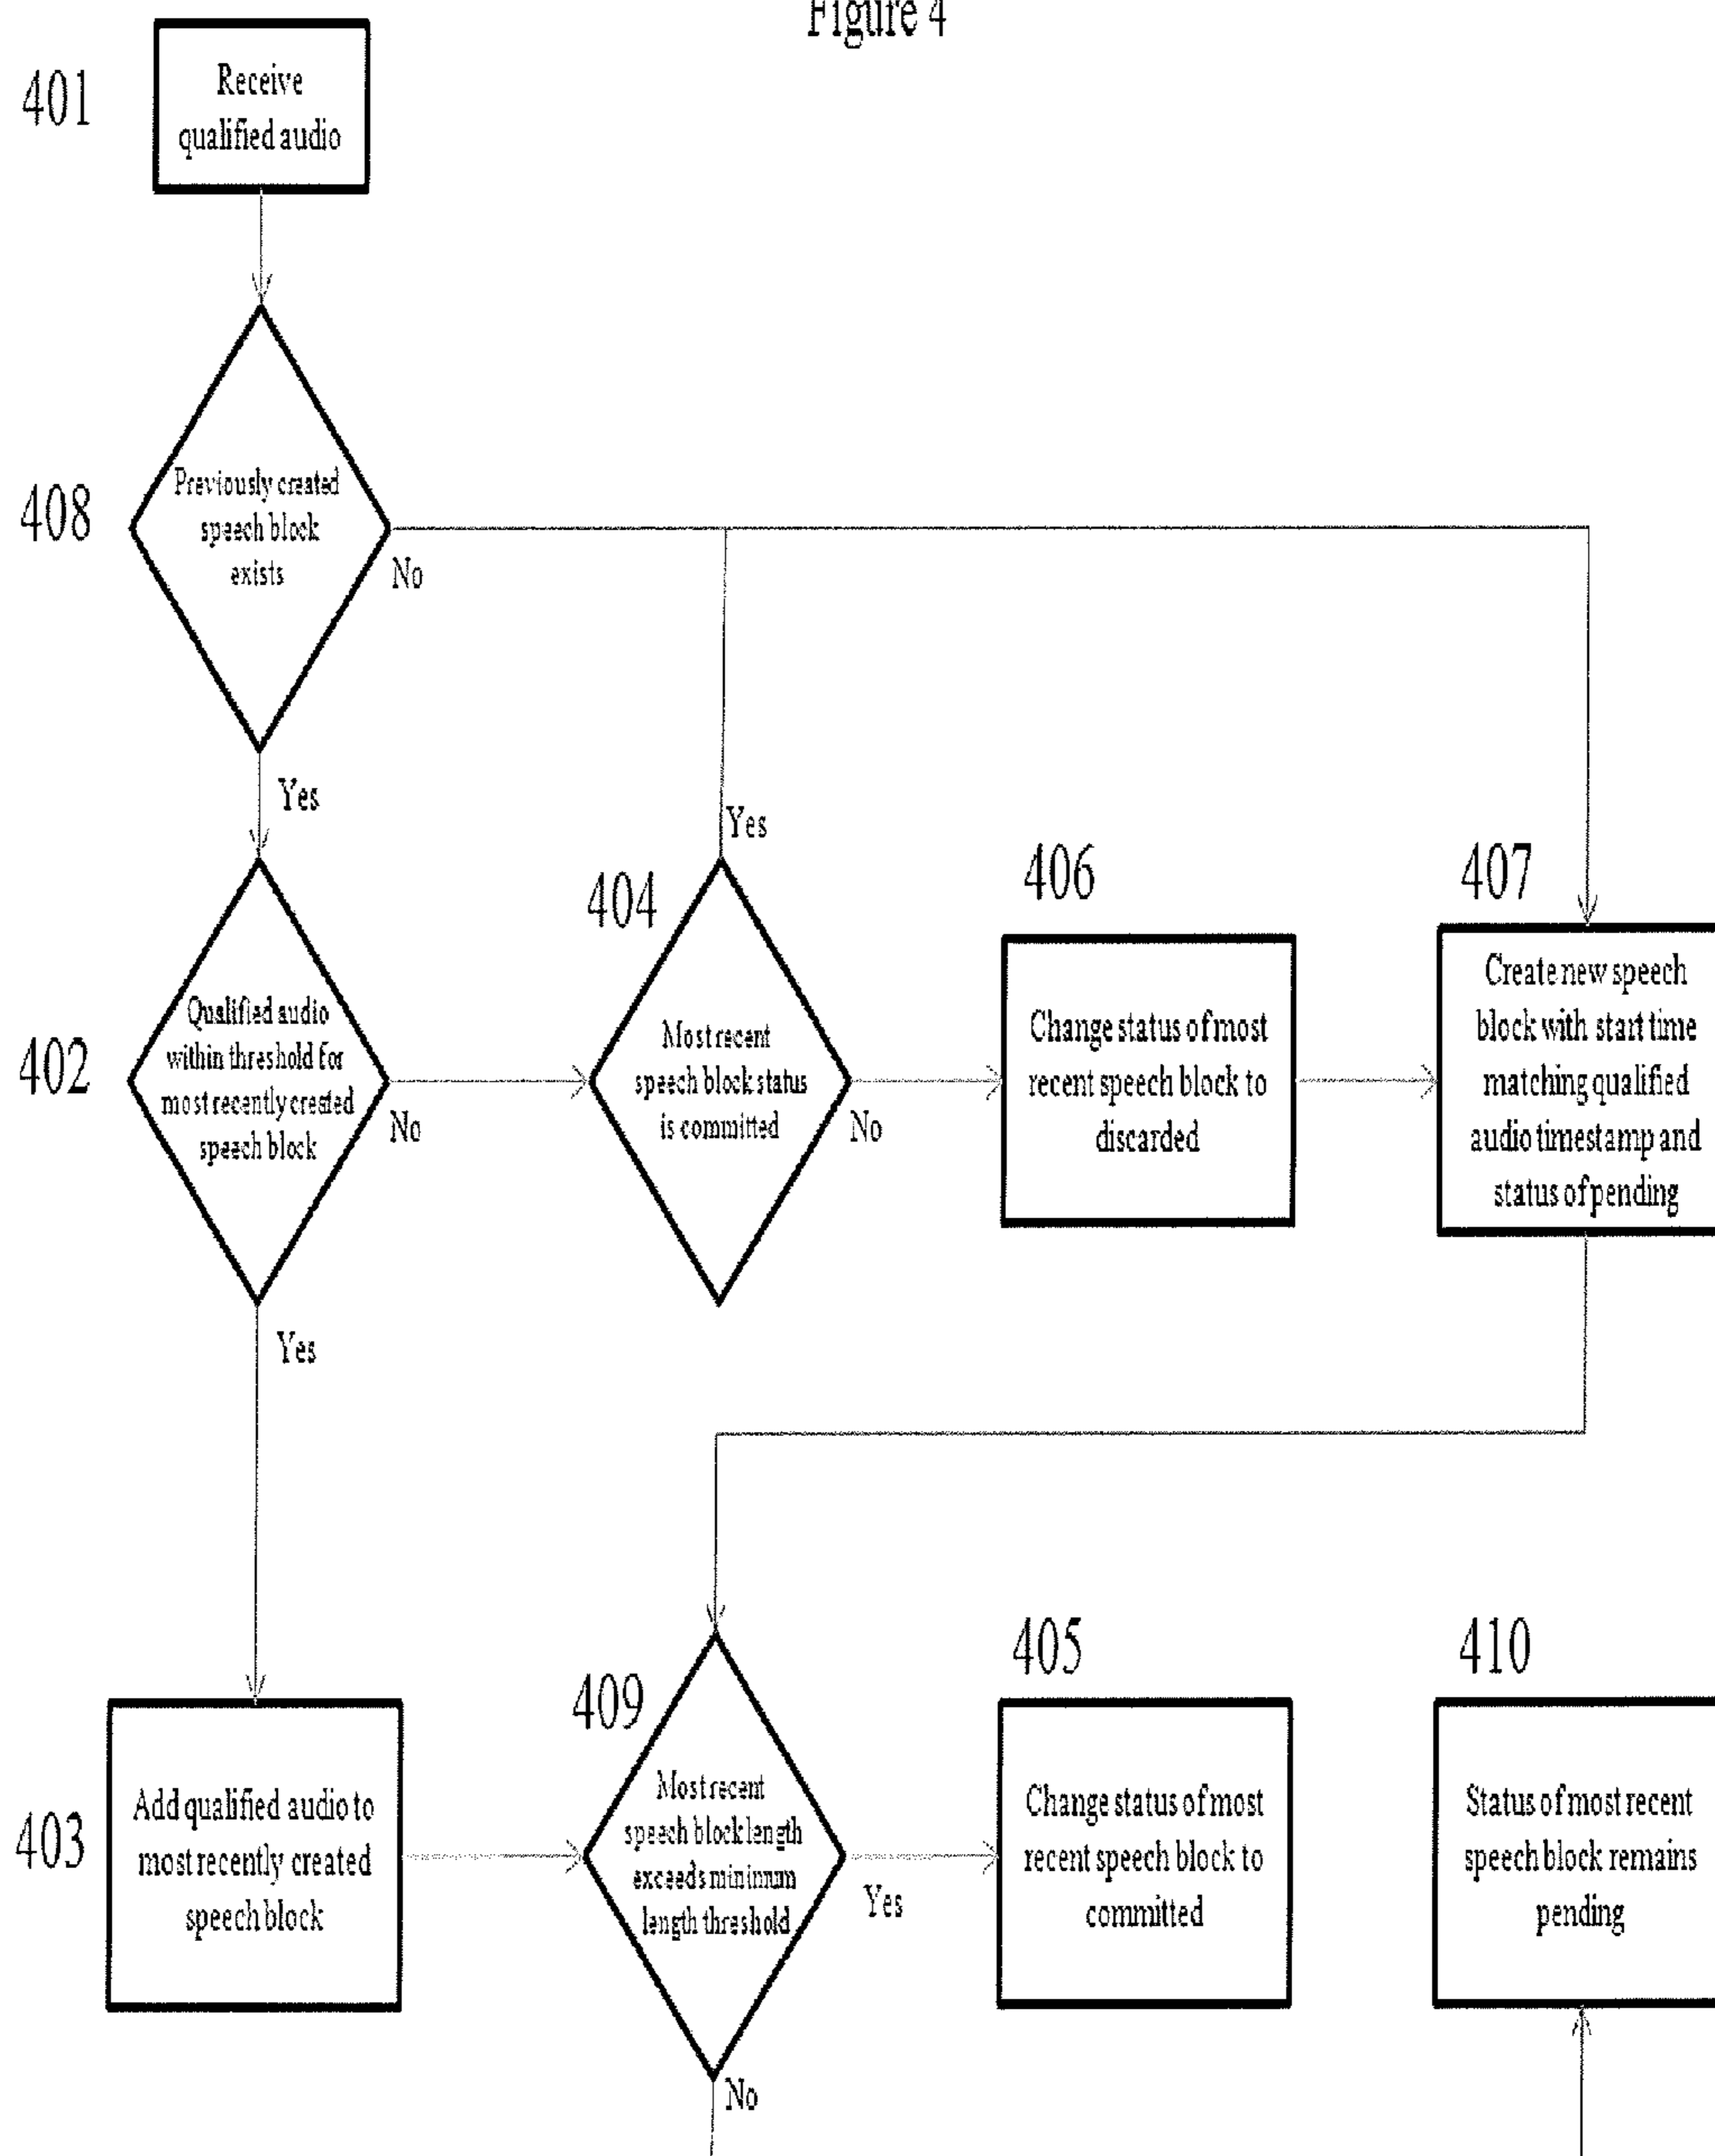 Figure 4
401
Receive
qualified audio
408
Previously created
speech block
exists
No
Yes
402
Qualified audio
within threshold for
most recently created
speech block
No
Yes
404
Most recent
speech block status
is committed
Yes
No
406
Change status of most
recent speech block to
discarded
407
Create new speech
block with start time
matching qualified
audio timestamp and
status of pending
403
Add qualified audio to
most recently created
speech block
409
Most recent
speech block length
exceeds minimum
length threshold
Yes
No
405
Change status of most
recent speech block to
committed
410
Status of most recent
speech block remains
pending